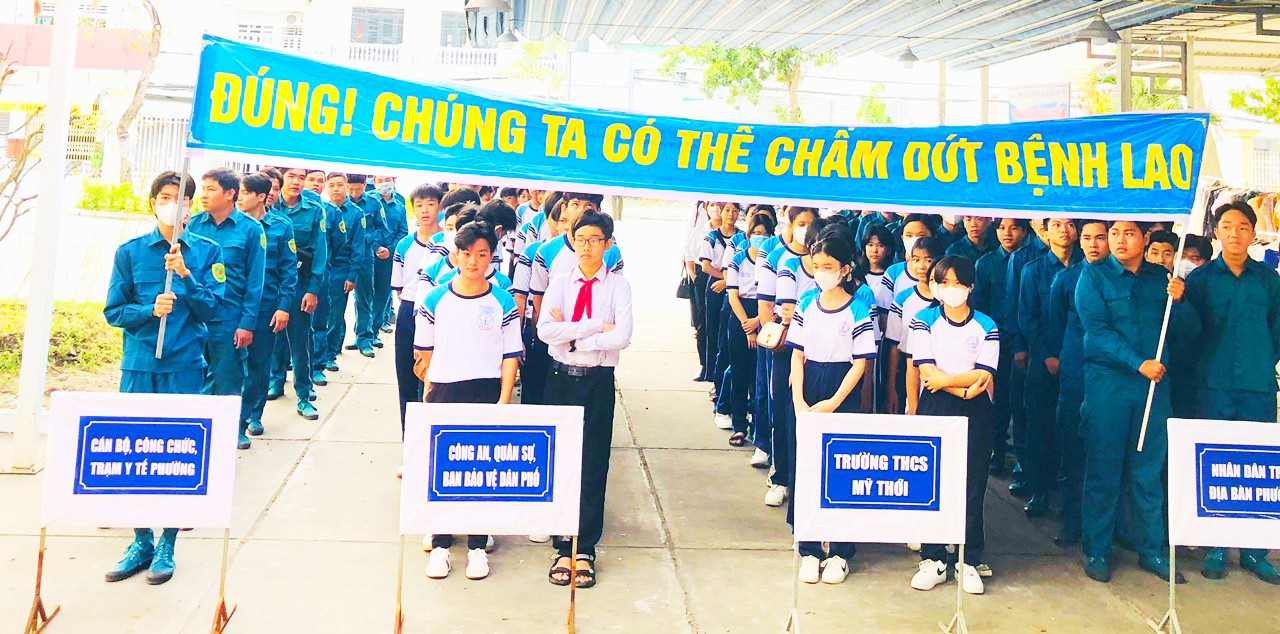 ĐÚNG! CHÚNG TA CÓ THỂ CHẤM DỨT BỆNH LAO
CÁN BỘ, CÔNG CHỨC,
TRẠM Y TẾ PHƯỜNG
CÔNG AN, QUÂN SỰ,
BAN BẢO VỆ DÂN PHỐ
TRƯỜNG THCS
MỸ THỚI
NHÂN DÂN TR
ĐỊA BÀN PHƯ